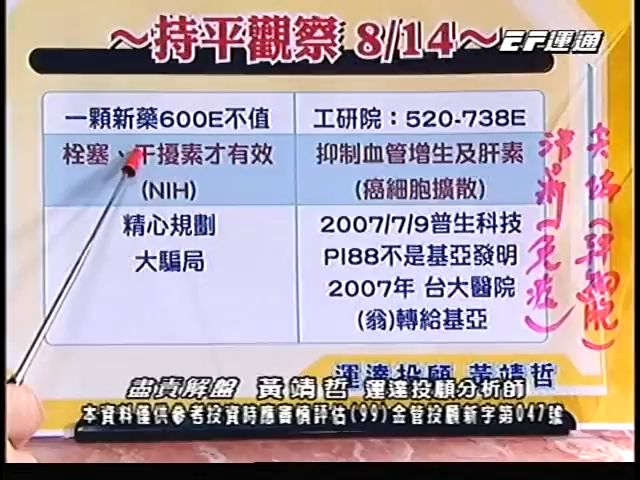 ～持平觀察 8/14～
EF運通
一顆新藥600E不值
工研院：520-738E
栓塞、干擾素才有效
抑制血管增生及肝素
(NIH)
(癌細胞擴散)
精心規劃
2007/7/9普生科技
大騙局
PI88不是基亞發明
2007年 台大醫院
(翁)轉給基亞
運達投顧 黃靖哲
盡責解盤 黃靖哲 運達投顧分析師
本資料僅供參考投資時應審慎評估(99)金管投顧新字第047號